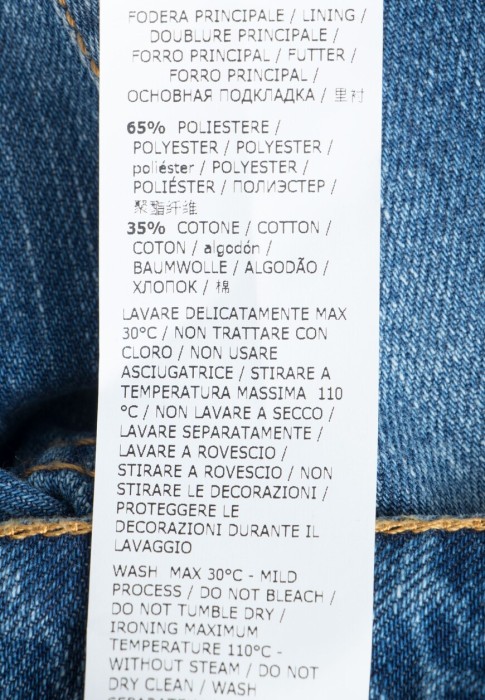 FODERA PRINCIPALE / LINING /
DOUBLURE PRINCIPALE /
FORRO PRINCIPAL / FUTTER /
FORRO PRINCIPAL /
ОСНОВНАЯ ПОДКЛАДКА / 里衬
65% POLIESTERE /
POLYESTER / POLYESTER /
poliéster / POLYESTER /
POLIÉSTER / ПОЛИЭСТЕР /
聚酯纤维
35% COTONE / COTTON /
COTON / algodón /
BAUMWOLLE / ALGODÃO /
ХЛОПОК / 棉
LAVARE DELICATAMENTE MAX
30°C / NON TRATTARE CON
CLORO / NON USARE
ASCIUGATRICE / STIRARE A
TEMPERATURA MASSIMA 110
°C / NON LAVARE A SECCO /
LAVARE SEPARATAMENTE /
LAVARE A ROVESCIO /
STIRARE A ROVESCIO / NON
STIRARE LE DECORAZIONI /
PROTEGGERE LE
DECORAZIONI DURANTE IL
LAVAGGIO
WASH MAX 30°C - MILD
PROCESS / DO NOT BLEACH /
DO NOT TUMBLE DRY /
IRONING MAXIMUM
TEMPERATURE 110°C -
WITHOUT STEAM / DO NOT
DRY CLEAN / WASH